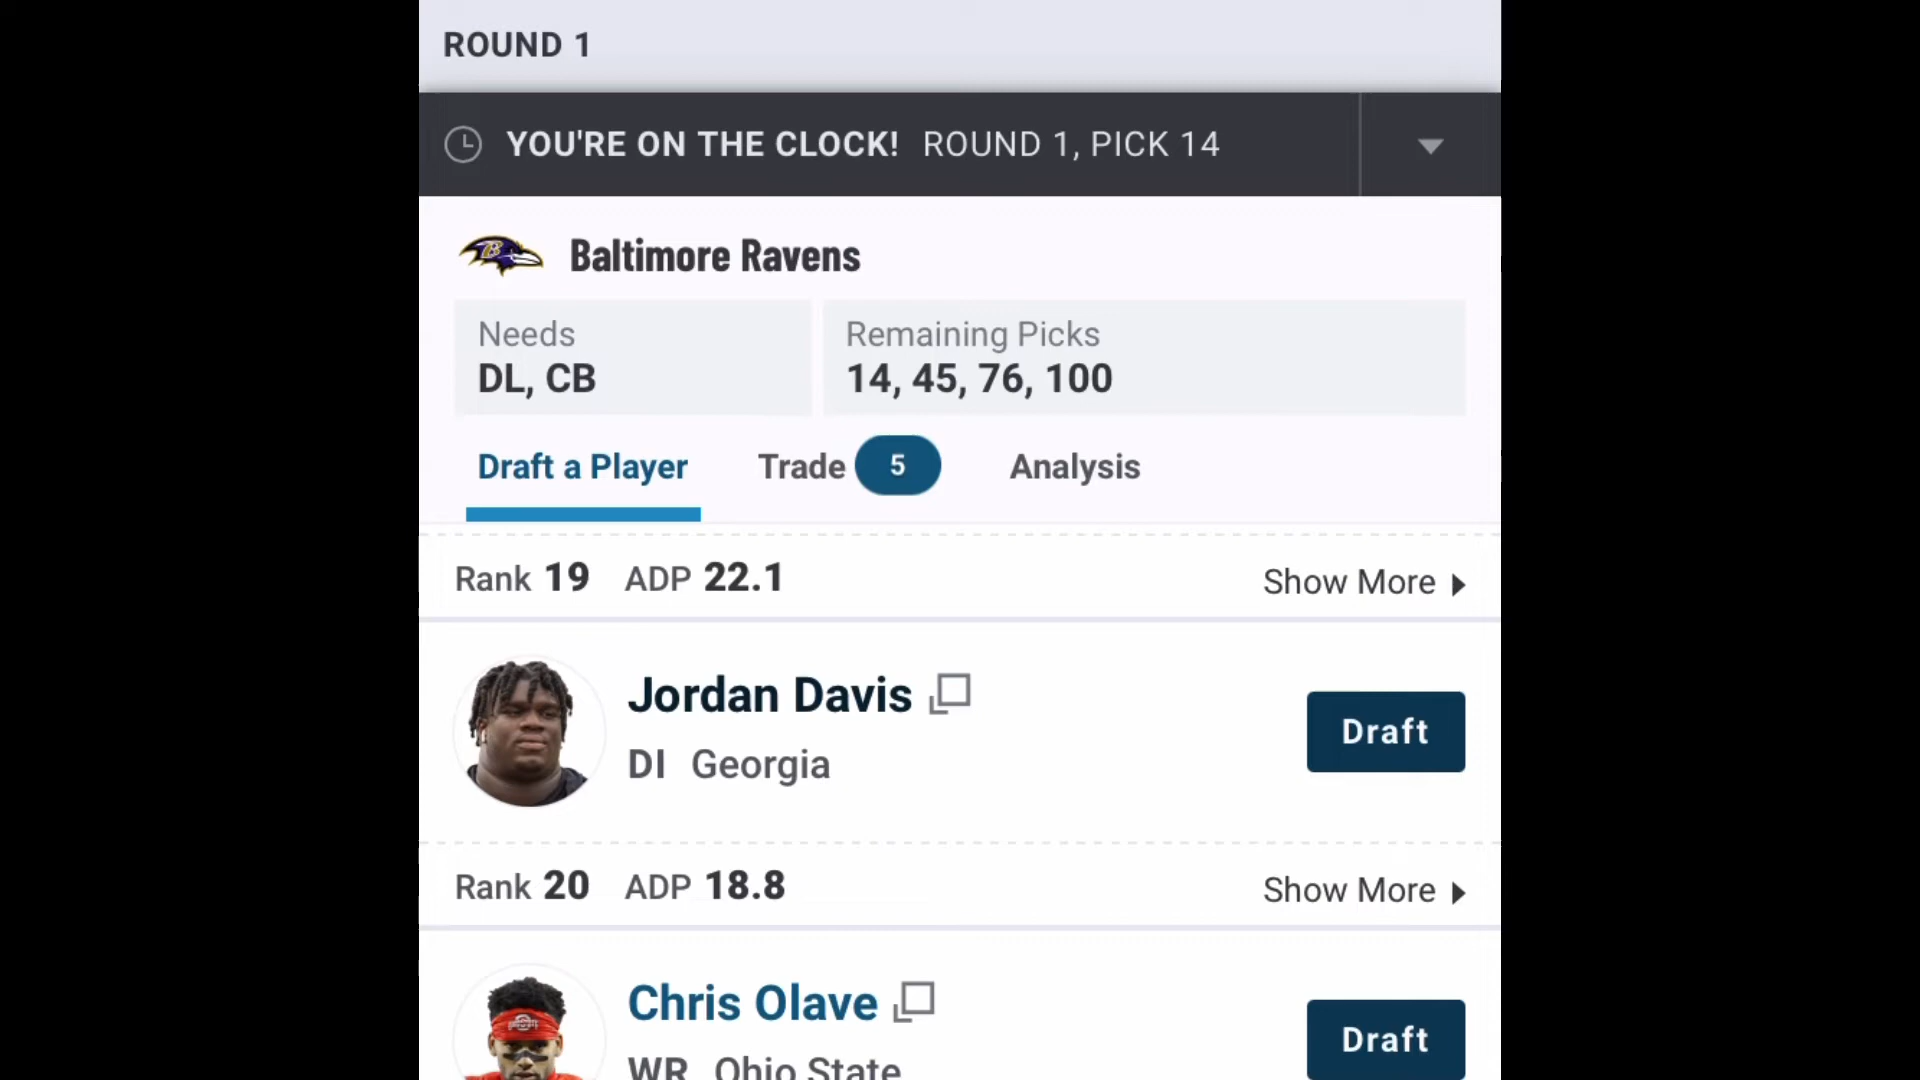 ROUND 1
YOU'RE ON THE CLOCK! ROUND 1, PICK 14
Baltimore Ravens
Needs
DL, CB
Remaining Picks
14, 45, 76, 100
Draft a Player
Trade 5
Analysis
Rank 19 ADP 22.1 Show More
Jordan Davis
DI Georgia
Draft
Rank 20 ADP 18.8 Show More
Chris Olave
WR Ohio State
Draft